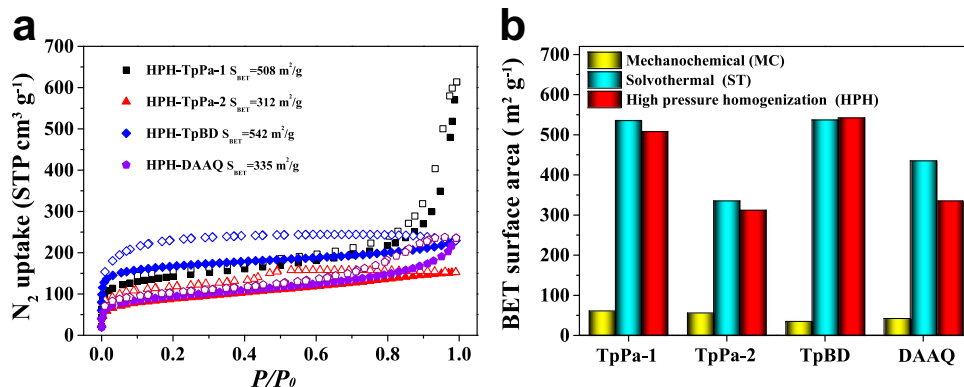 a
N2 uptake (STP cm3 g-1)
700
600
500
400
300
200
100
0
HPH-TpPa-1 SBET=508 m2/g
HPH-TpPa-2 SBET=312 m2/g
HPH-TpBD SBET=542 m2/g
HPH-DAAQ SBET=335 m2/g
0.0 0.2 0.4 0.6 0.8 1.0
P/P0
b
BET surface area ( m2 g-1)
700
600
500
400
300
200
100
0
Mechanochemical (MC)
Solvothermal (ST)
High pressure homogenization (HPH)
TpPa-1 TpPa-2 TpBD DAAQ